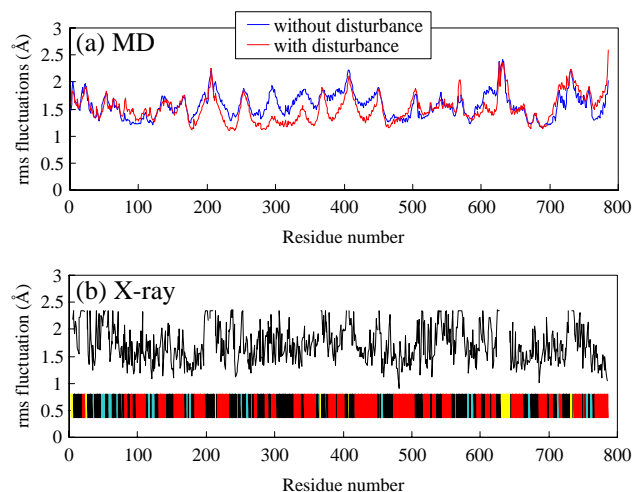 without disturbance
with disturbance
(a) MD
rms fluctuations (Å)
3
2.5
2
1.5
1
0.5
0
0 100 200 300 400 500 600 700 800
Residue number
(b) X-ray
rms fluctuation (Å)
3
2.5
2
1.5
1
0.5
0
0 100 200 300 400 500 600 700 800
Residue number